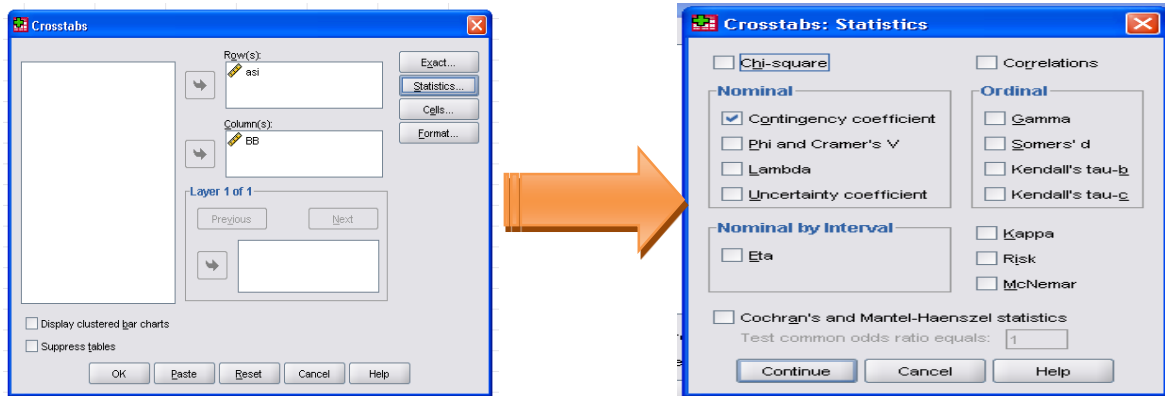 Crosstabs
Row(s):
asi
Column(s):
BB
Layer 1 of 1
Previous
Next
Exact...
Statistics...
Cells...
Format...
Display clustered bar charts
Suppress tables
OK
Paste
Reset
Cancel
Help
Crosstabs: Statistics
Chi-square
Correlations
Nominal
Contingency coefficient
Phi and Cramer's V
Lambda
Uncertainty coefficient
Ordinal
Gamma
Somers' d
Kendall's tau-b
Kendall's tau-c
Nominal by Interval
Eta
Kappa
Risk
McNemar
Cochran's and Mantel-Haenszel statistics
Test common odds ratio equals: 1
Continue
Cancel
Help